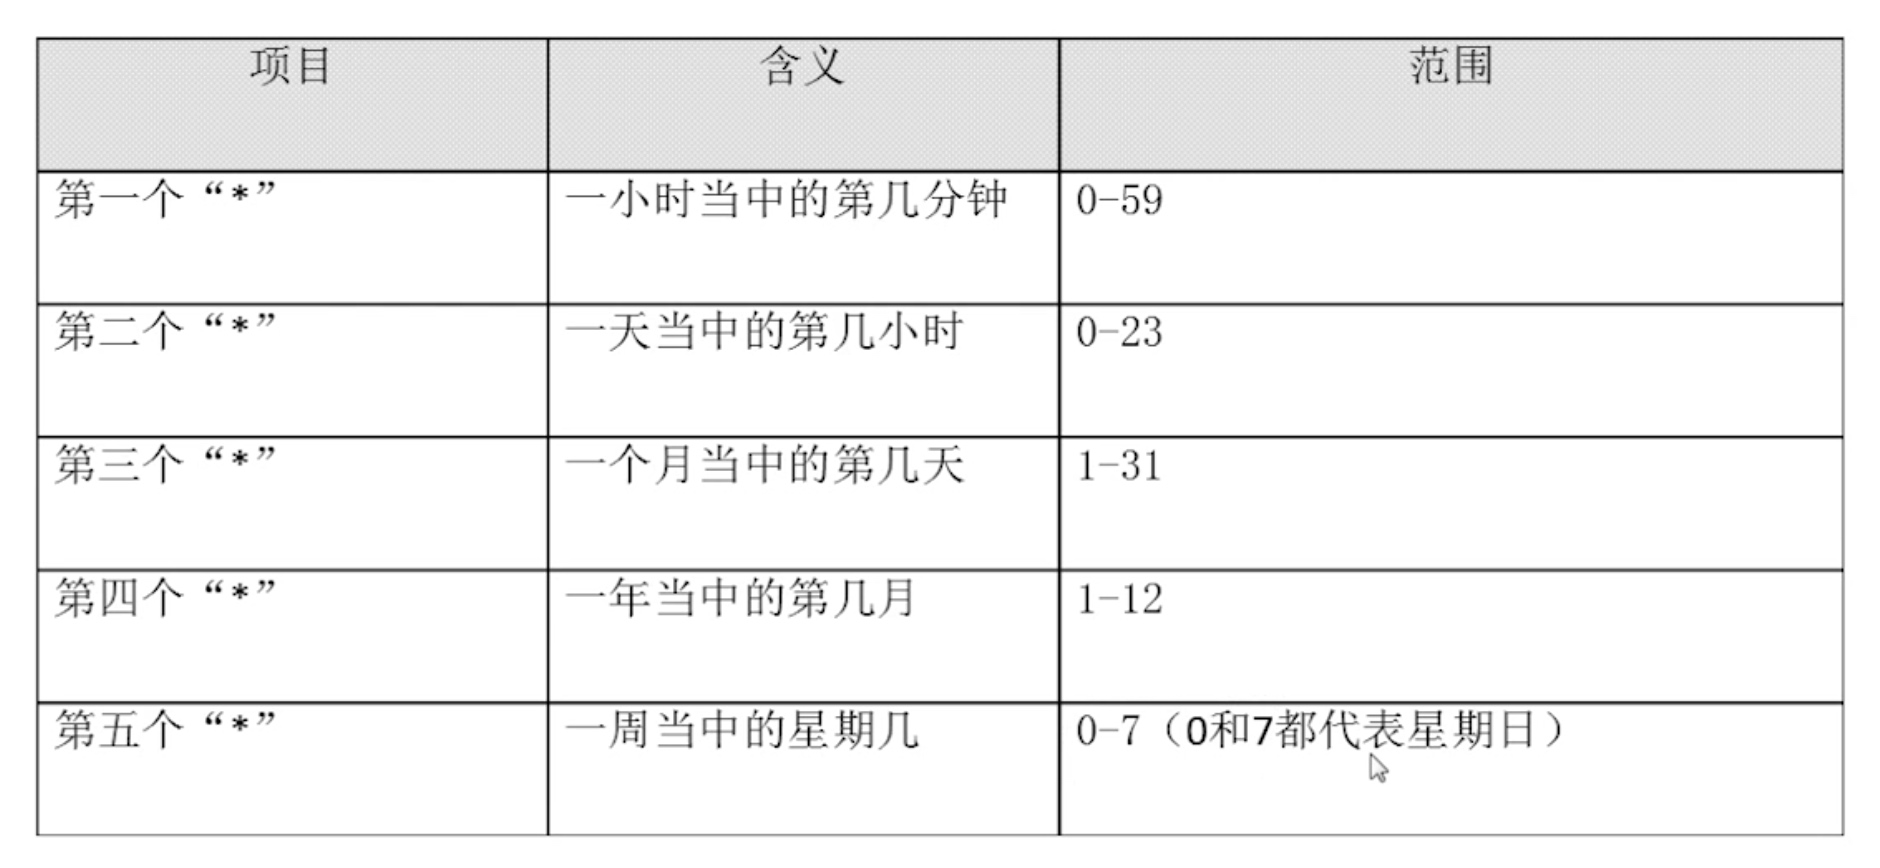 项目 含义 范围
第一个“*” 一小时当中的第几分钟 0-59
第二个“*” 一天当中的第几小时 0-23
第三个“*” 一个月当中的第几天 1-31
第四个“*” 一年当中的第几月 1-12
第五个“*” 一周当中的星期几 0-7（0和7都代表星期日）